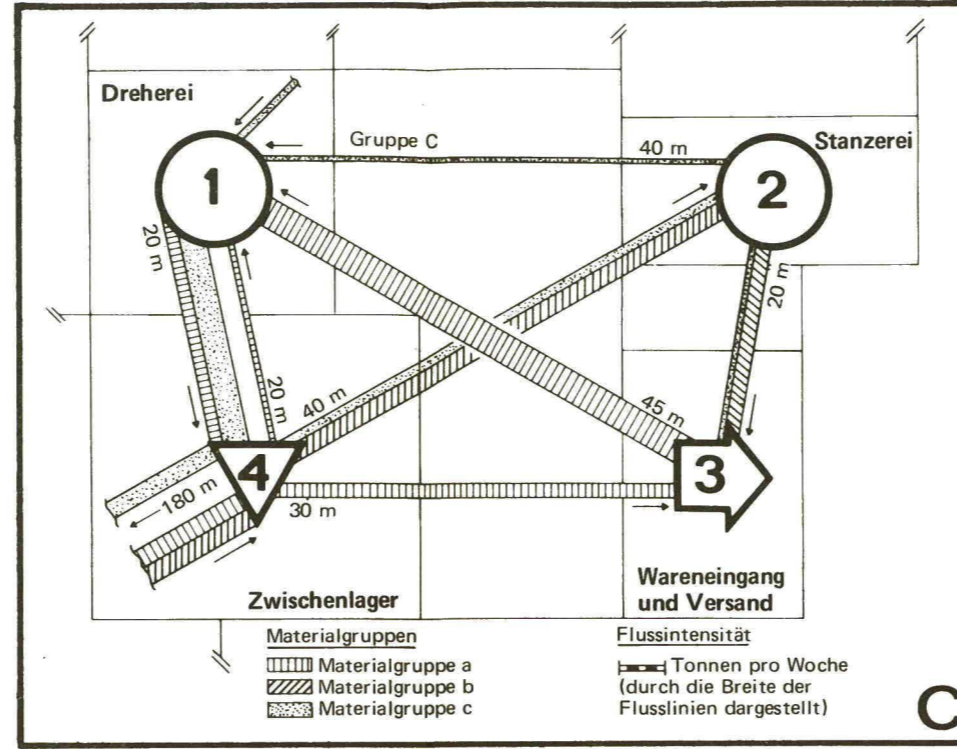 Dreherei
Gruppe C
40 m
Stanzerei
1
2
20 m
20 m
20 m
40 m
45 m
4
3
180 m
30 m
Zwischenlager
Wareneingang
und Versand
Materialgruppen
Materialgruppe a
Materialgruppe b
Materialgruppe c
Flussintensität
Tonnen pro Woche
(durch die Breite der
Flusslinien dargestellt)
C